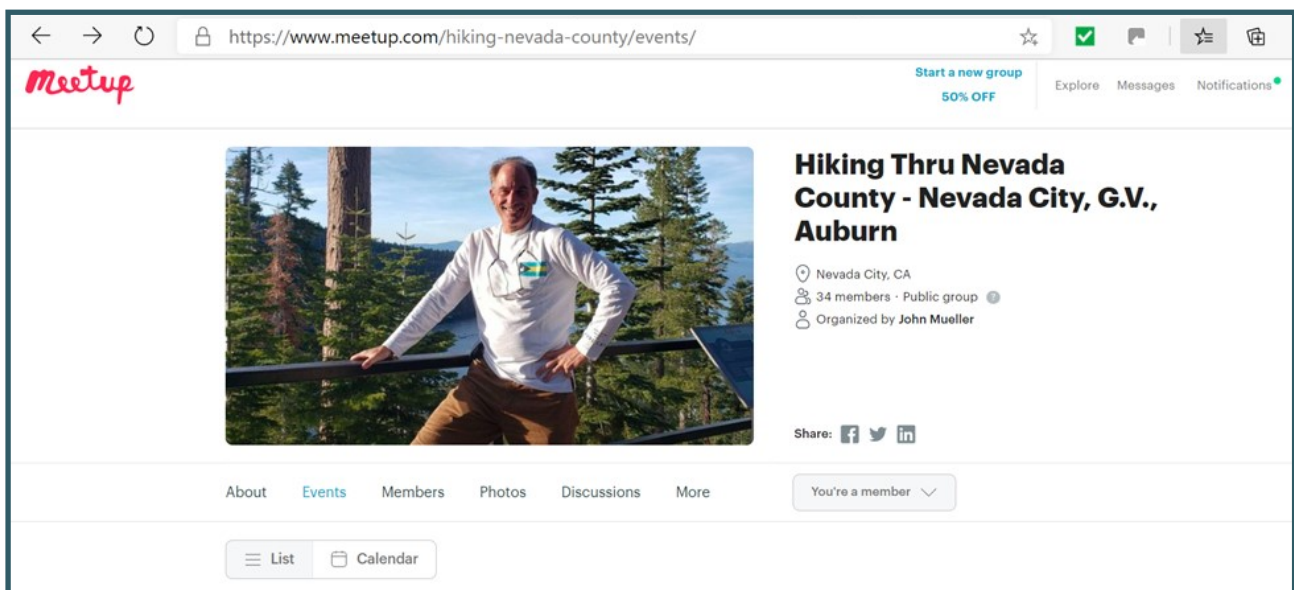 https://www.meetup.com/hiking-nevada-county/events/
meetup
Start a new group
50% OFF
Explore Messages Notifications
Hiking Thru Nevada
County - Nevada City, G.V.,
Auburn
Nevada City, CA
34 members · Public group ?
Organized by John Mueller
Share:
About Events Members Photos Discussions More
You're a member
List Calendar